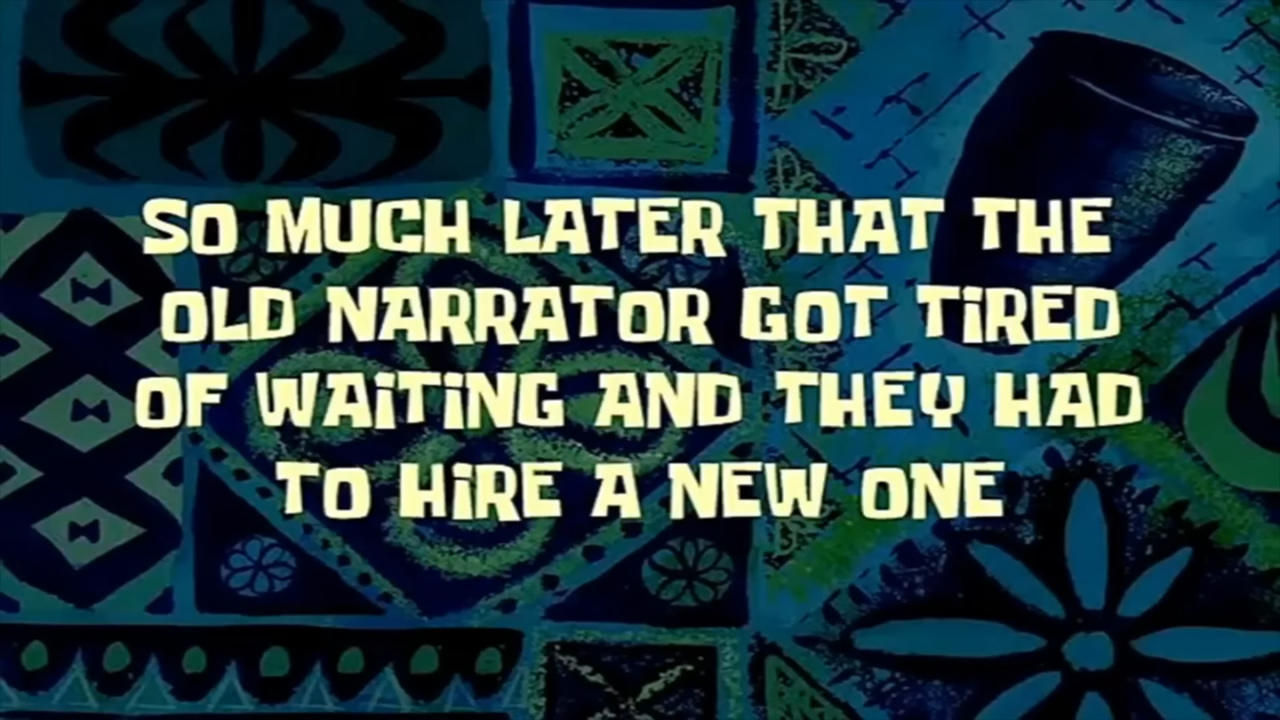 SO MUCH LATER THAT THE
OLD NARRATOR GOT TiRED
OF WAiTiNG AND THEY HAD
TO HiRE A NEW ONE